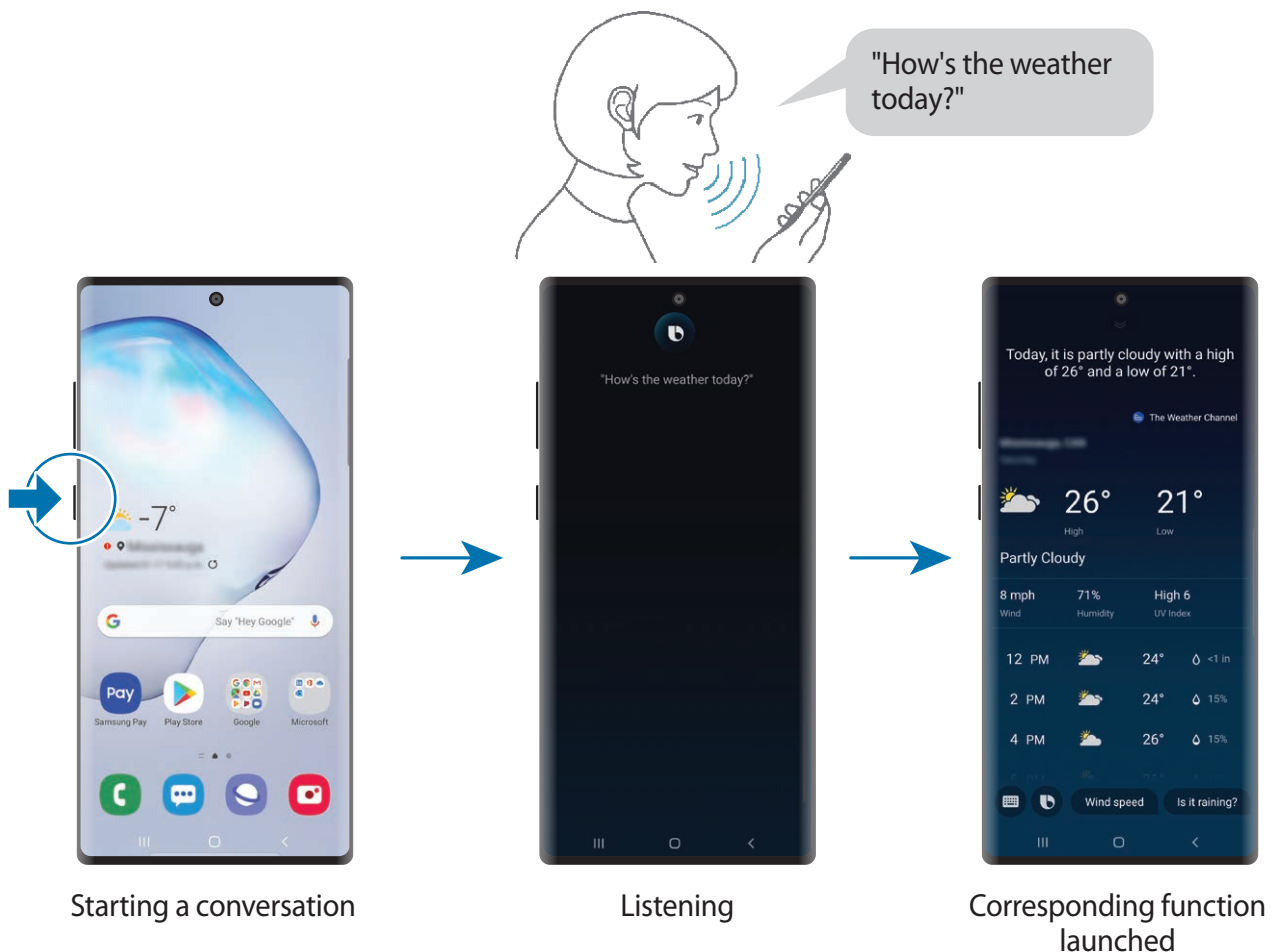 "How's the weather
today?"
-7°
G
Say "Hey Google"
Pay
Samsung Pay
Play Store
Google
Microsoft
Starting a conversation
"How's the weather today?"
Listening
Today, it is partly cloudy with a high
of 26° and a low of 21°.
The Weather Channel
26°
21°
High
Low
Partly Cloudy
8 mph
71%
High 6
Wind
Humidity
UV Index
12 PM
24°
<1 in
2 PM
24°
15%
4 PM
26°
15%
Wind speed
Is it raining?
Corresponding function
launched